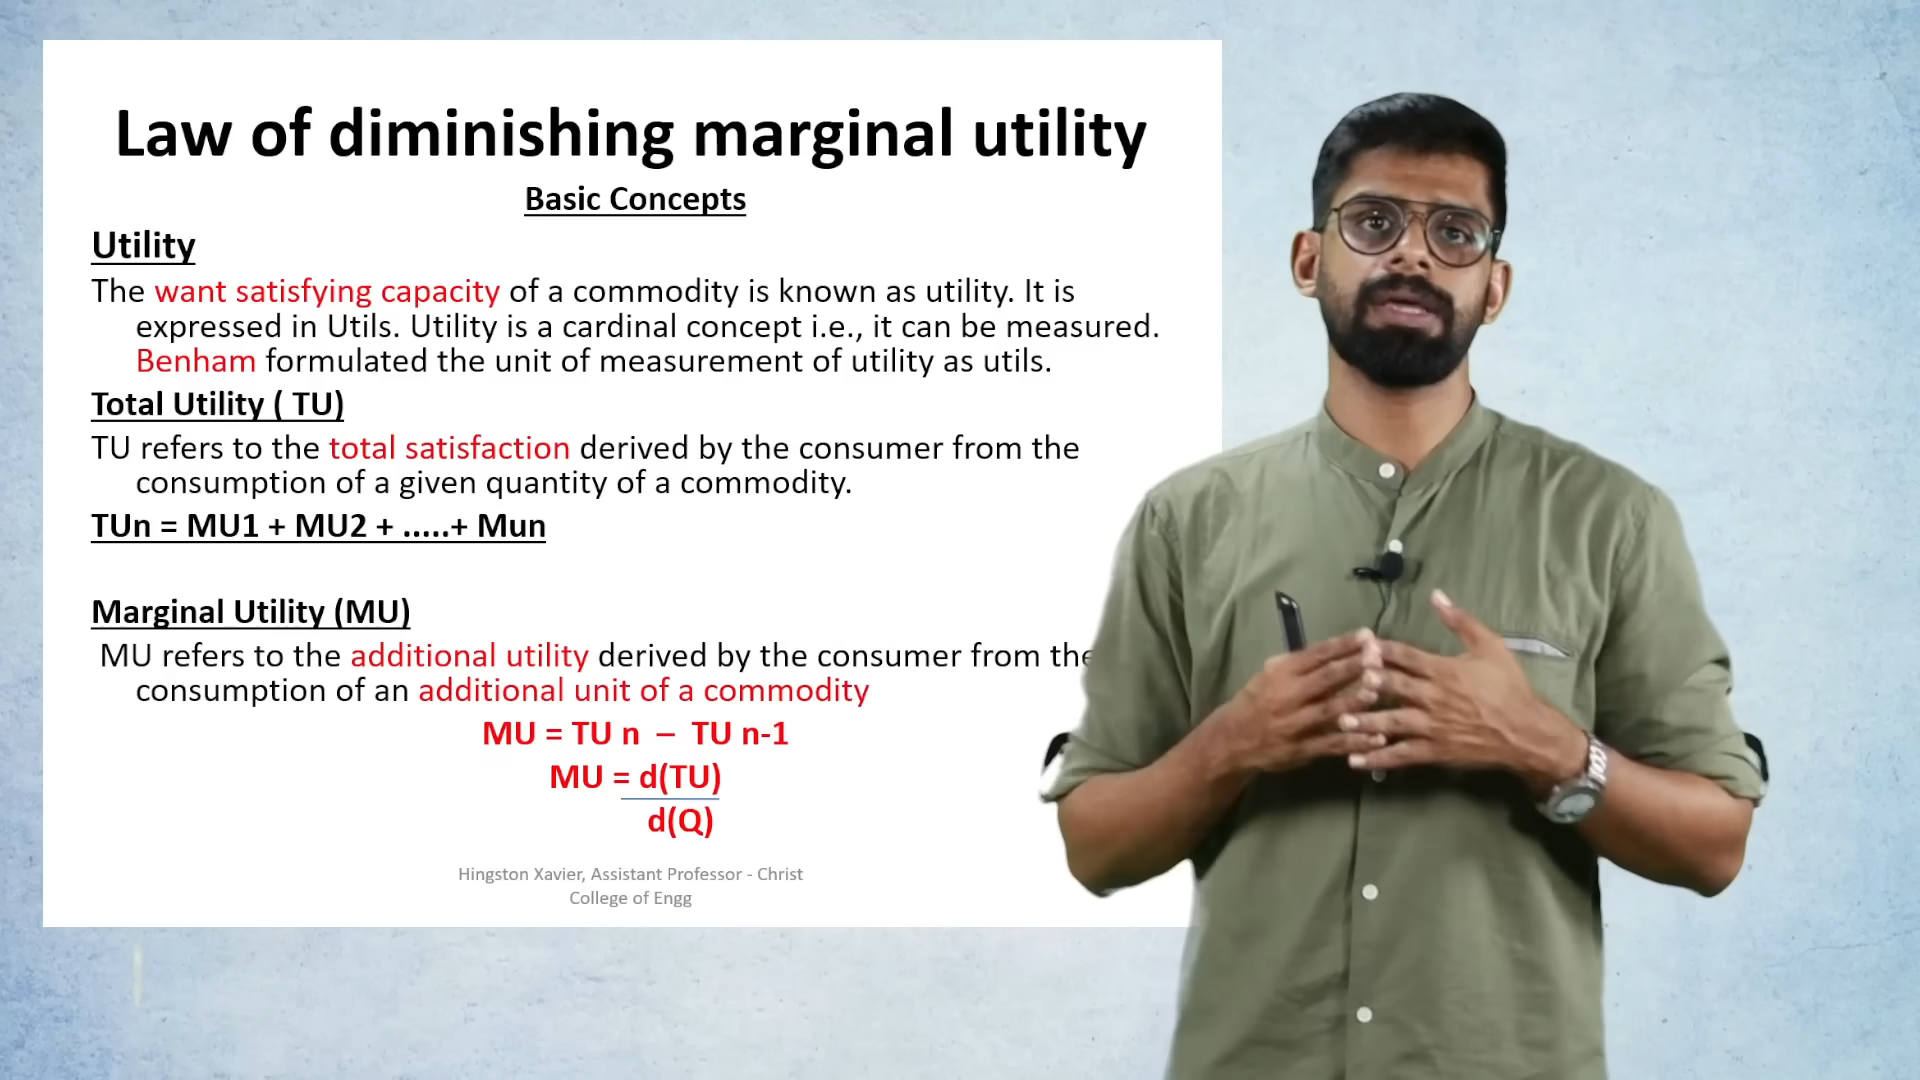 Law of diminishing marginal utility
Basic Concepts
Utility
The want satisfying capacity of a commodity is known as utility. It is
expressed in Utils. Utility is a cardinal concept i.e., it can be measured.
Benham formulated the unit of measurement of utility as utils.
Total Utility ( TU)
TU refers to the total satisfaction derived by the consumer from the
consumption of a given quantity of a commodity.
TUn = MU1 + MU2 + .....+ Mun
Marginal Utility (MU)
MU refers to the additional utility derived by the consumer from the
consumption of an additional unit of a commodity
MU = TU n – TU n-1
MU = d(TU)
d(Q)
Hingston Xavier, Assistant Professor - Christ
College of Engg